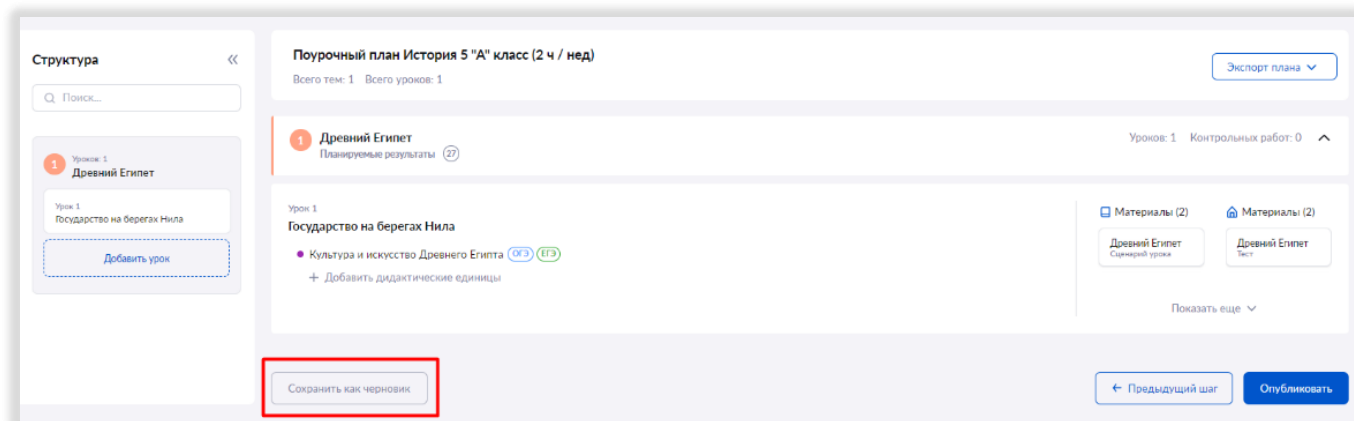 Структура
Поиск...
Уроков: 1
1
Древний Египет
Урок 1
Государство на берегах Нила
Добавить урок
Поурочный план История 5 "А" класс (2 ч / нед)
Всего тем: 1 Всего уроков: 1
Экспорт плана
1 Древний Египет
Планируемые результаты 27
Уроков: 1 Контрольных работ: 0
Урок 1
Государство на берегах Нила
Культура и искусство Древнего Египта ОГЭ ЕГЭ
+ Добавить дидактические единицы
Материалы (2) Материалы (2)
Древний Египет
Сценарий урока
Древний Египет
Тест
Показать еще
Сохранить как черновик
← Предыдущий шаг
Опубликовать